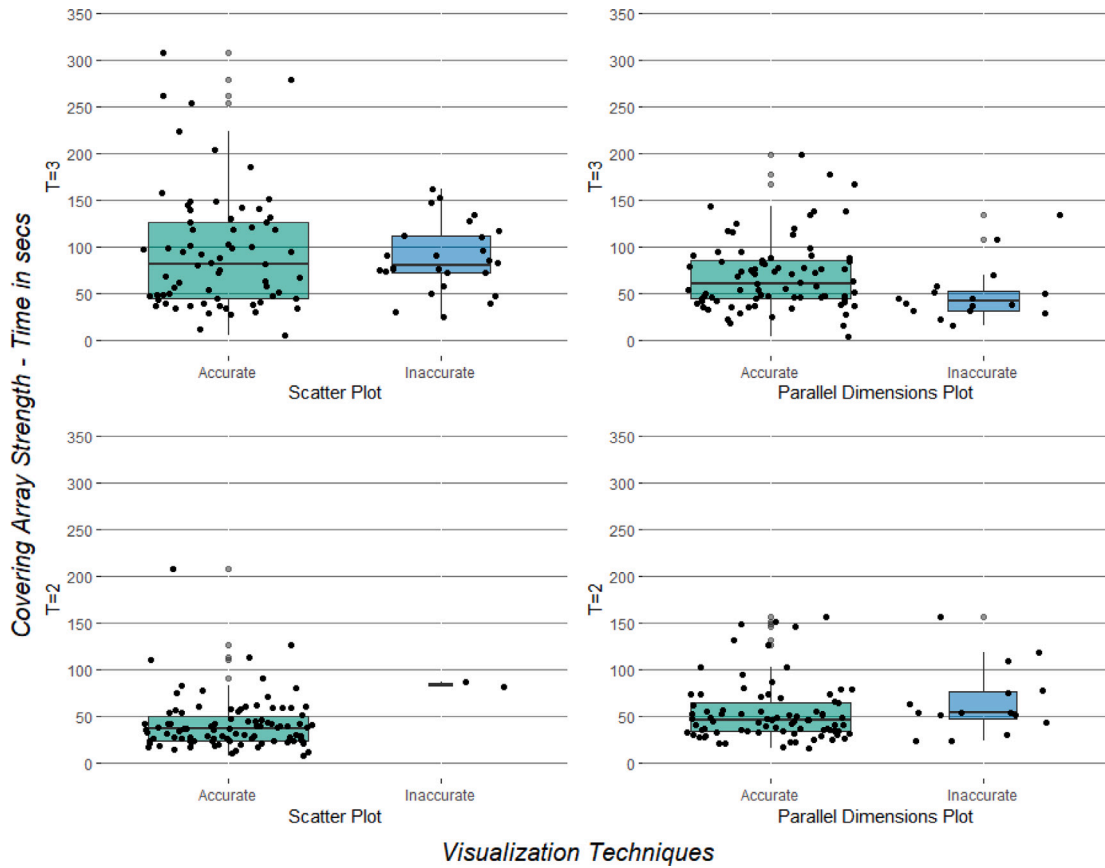 Covering Array Strength - Time in secs
T=3
350
300
250
200
150
100
50
0
Accurate Inaccurate
Scatter Plot
T=3
350
300
250
200
150
100
50
0
Accurate Inaccurate
Parallel Dimensions Plot
T=2
350
300
250
200
150
100
50
0
Accurate Inaccurate
Scatter Plot
T=2
350
300
250
200
150
100
50
0
Accurate Inaccurate
Parallel Dimensions Plot
Visualization Techniques